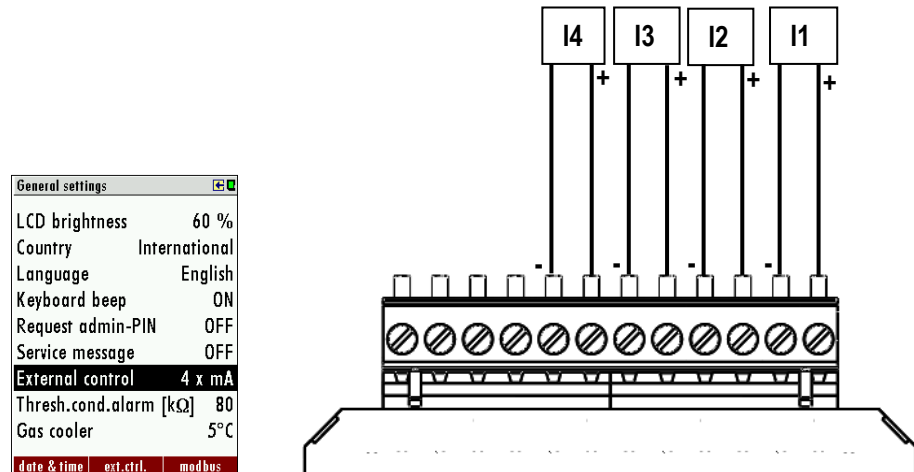 I4 I3 I2 I1
+ + + +
- - - -
General settings
LCD brightness 60 %
Country International
Language English
Keyboard beep ON
Request admin-PIN OFF
Service message OFF
External control 4 x mA
Thresh.cond.alarm [kΩ] 80
Gas cooler 5°C
date & time ext.ctrl. modbus